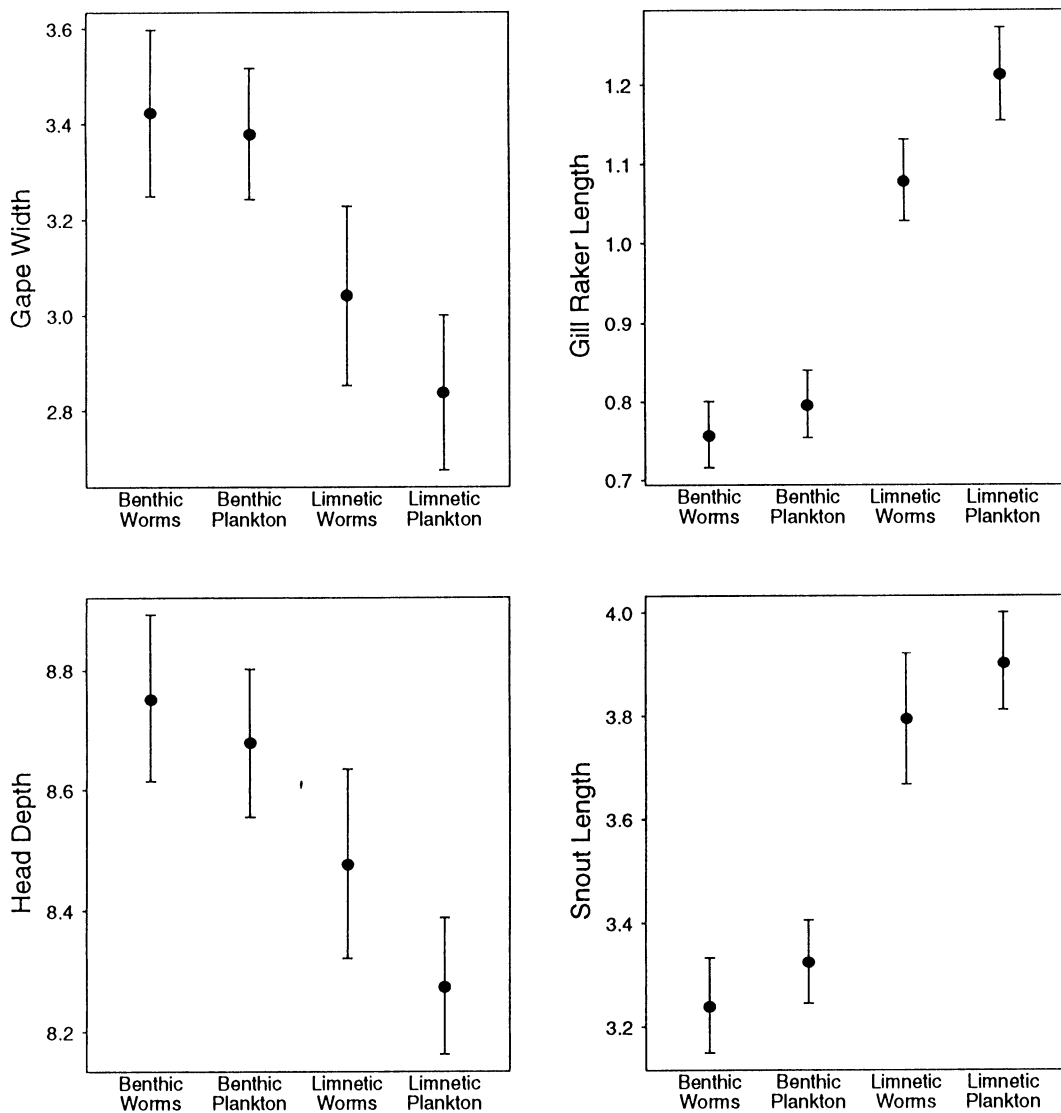 Gape Width
3.6
3.4
3.2
3.0
2.8
Benthic Worms
Benthic Plankton
Limnetic Worms
Limnetic Plankton
Gill Raker Length
1.2
1.1
1.0
0.9
0.8
0.7
Benthic Worms
Benthic Plankton
Limnetic Worms
Limnetic Plankton
Head Depth
8.8
8.6
8.4
8.2
Benthic Worms
Benthic Plankton
Limnetic Worms
Limnetic Plankton
Snout Length
4.0
3.8
3.6
3.4
3.2
Benthic Worms
Benthic Plankton
Limnetic Worms
Limnetic Plankton